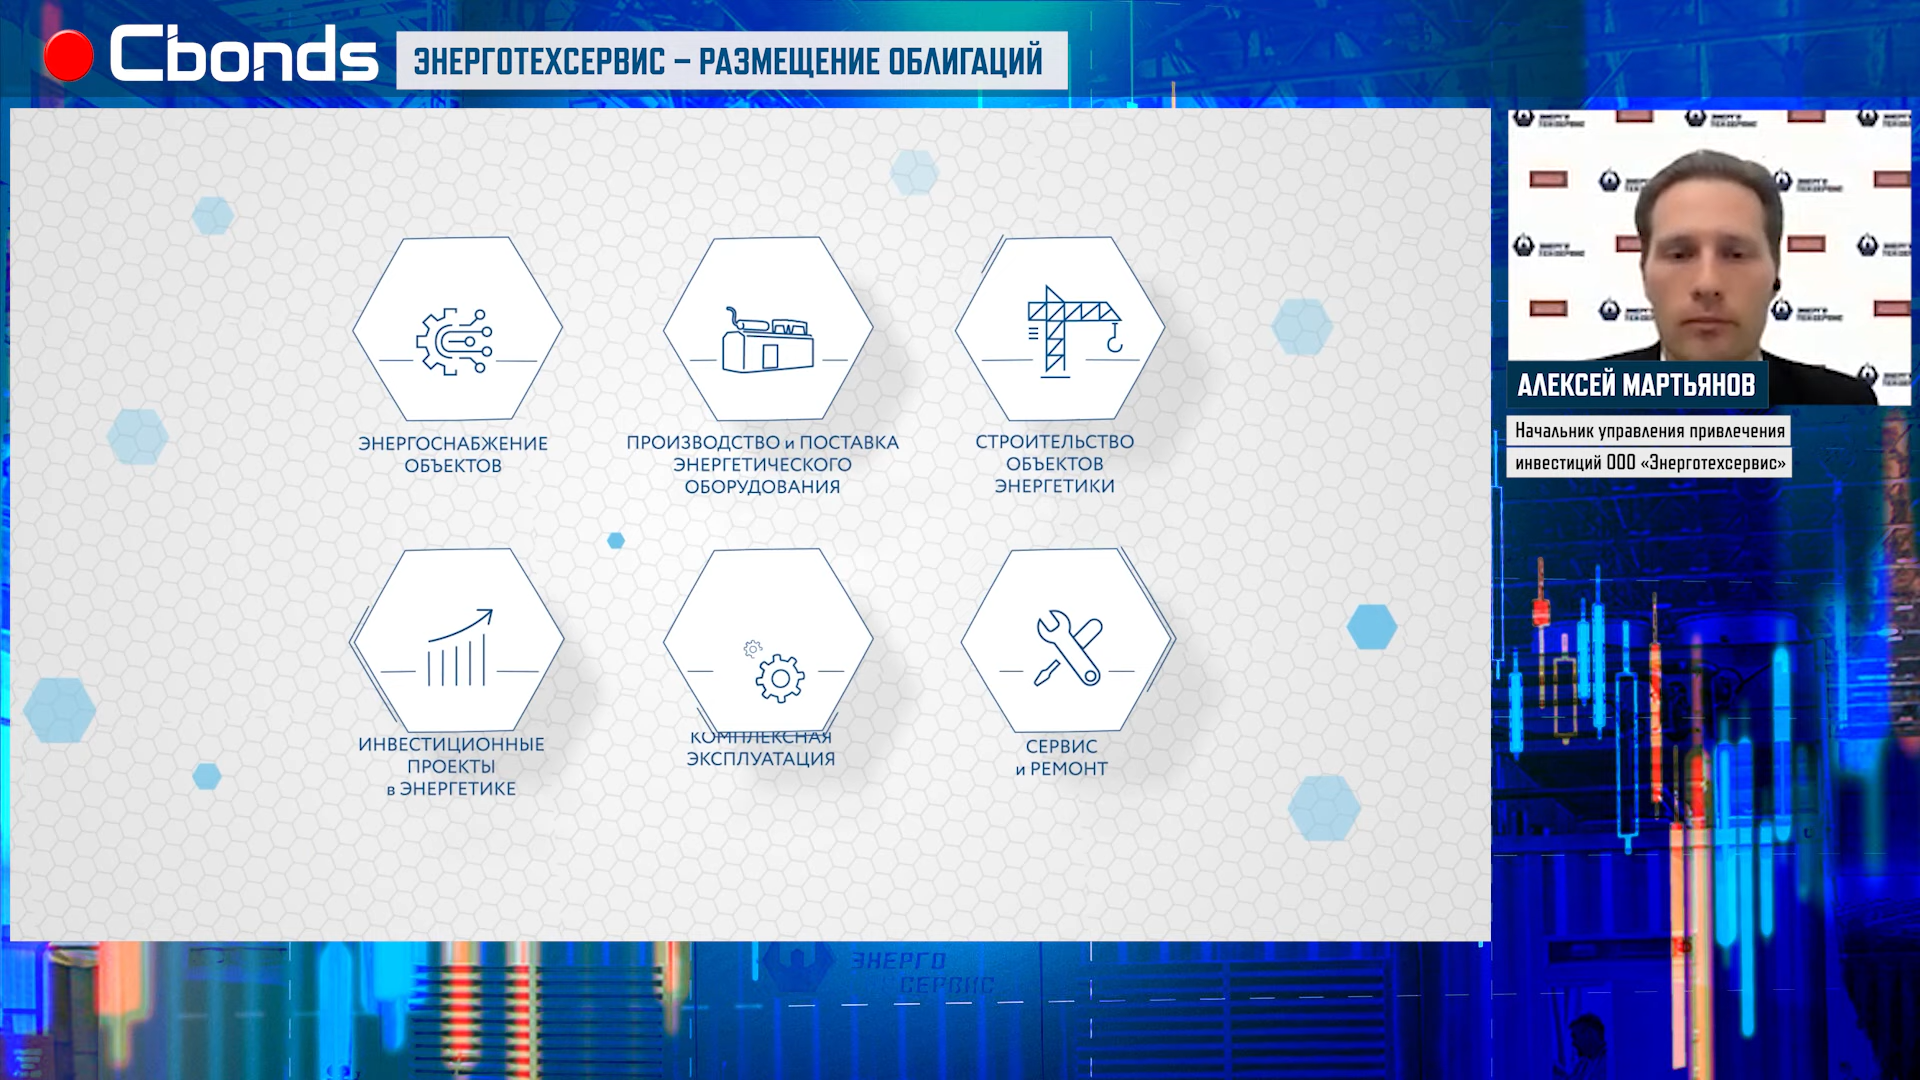 Cbonds
ЭНЕРГОТЕХСЕРВИС – РАЗМЕЩЕНИЕ ОБЛИГАЦИЙ
ЭНЕРГОСНАБЖЕНИЕ
ОБЪЕКТОВ
ПРОИЗВОДСТВО и ПОСТАВКА
ЭНЕРГЕТИЧЕСКОГО
ОБОРУДОВАНИЯ
СТРОИТЕЛЬСТВО
ОБЪЕКТОВ
ЭНЕРГЕТИКИ
ИНВЕСТИЦИОННЫЕ
ПРОЕКТЫ
в ЭНЕРГЕТИКЕ
КОМПЛЕКСНАЯ
ЭКСПЛУАТАЦИЯ
СЕРВИС
и РЕМОНТ
АЛЕКСЕЙ МАРТЬЯНОВ
Начальник управления привлечения
инвестиций ООО «Энерготехсервис»
ЭНЕРГО
СЕРВИС